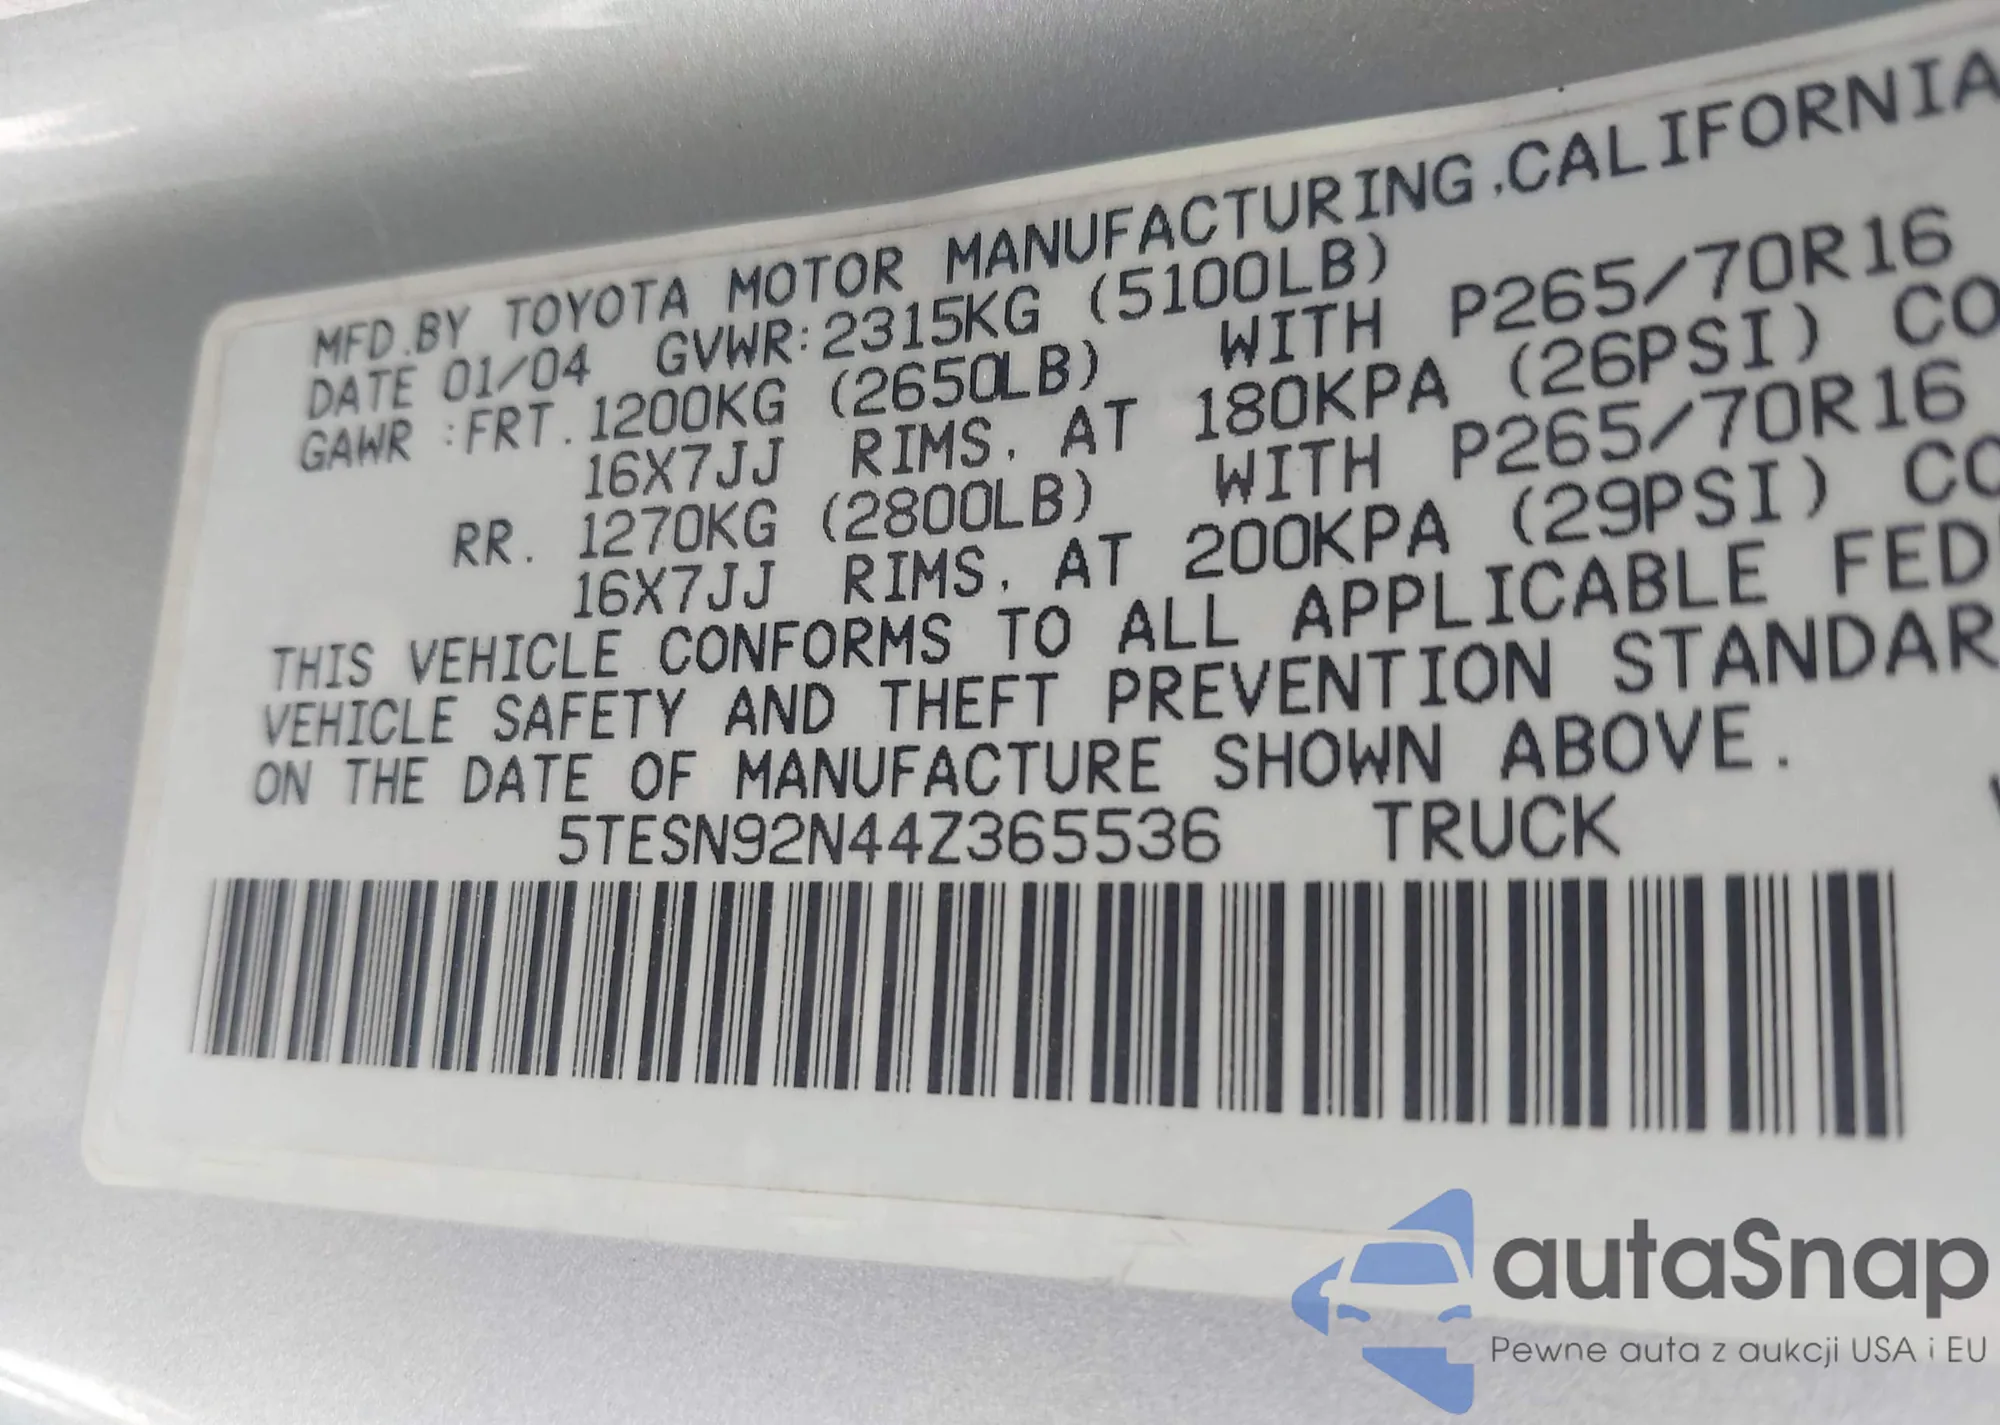 MFD.BY TOYOTA MOTOR MANUFACTURING,CALIFORNIA
DATE 01/04 GVWR:2315KG (5100LB)
GAWR :FRT. 1200KG (2650LB) WITH P265/70R16
16X7JJ RIMS, AT 180KPA (26PSI) CO
RR. 1270KG (2800LB) WITH P265/70R16
16X7JJ RIMS, AT 200KPA (29PSI) CO
THIS VEHICLE CONFORMS TO ALL APPLICABLE FED
VEHICLE SAFETY AND THEFT PREVENTION STANDAR
ON THE DATE OF MANUFACTURE SHOWN ABOVE.
5TESN92N44Z365536 TRUCK
autaSnap
Pewne auta z aukcji USA i EU